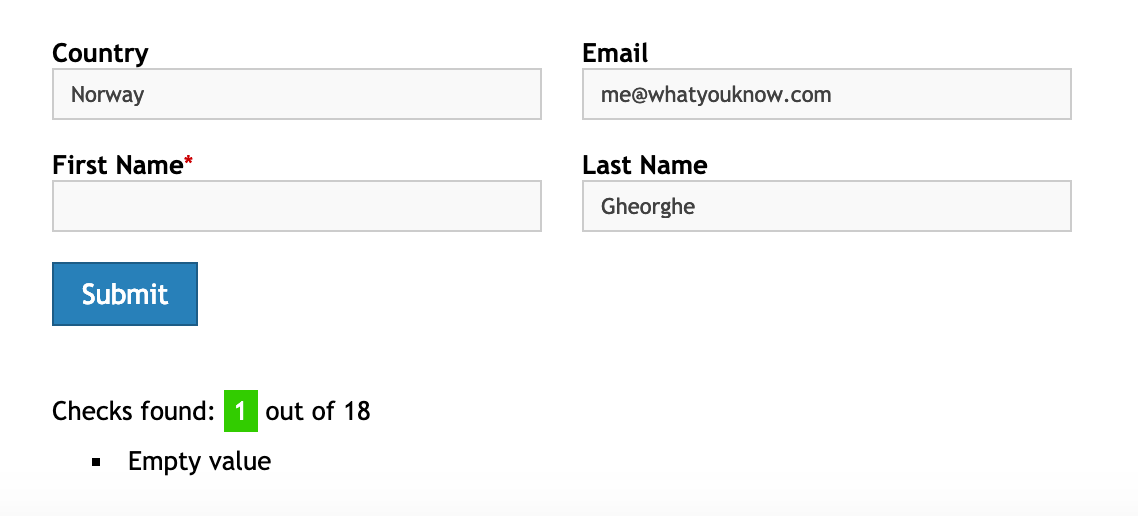 Country
Email
Norway
me@whatyouknow.com
First Name*
Last Name
Gheorghe
Submit
Checks found: 1 out of 18
▪ Empty value